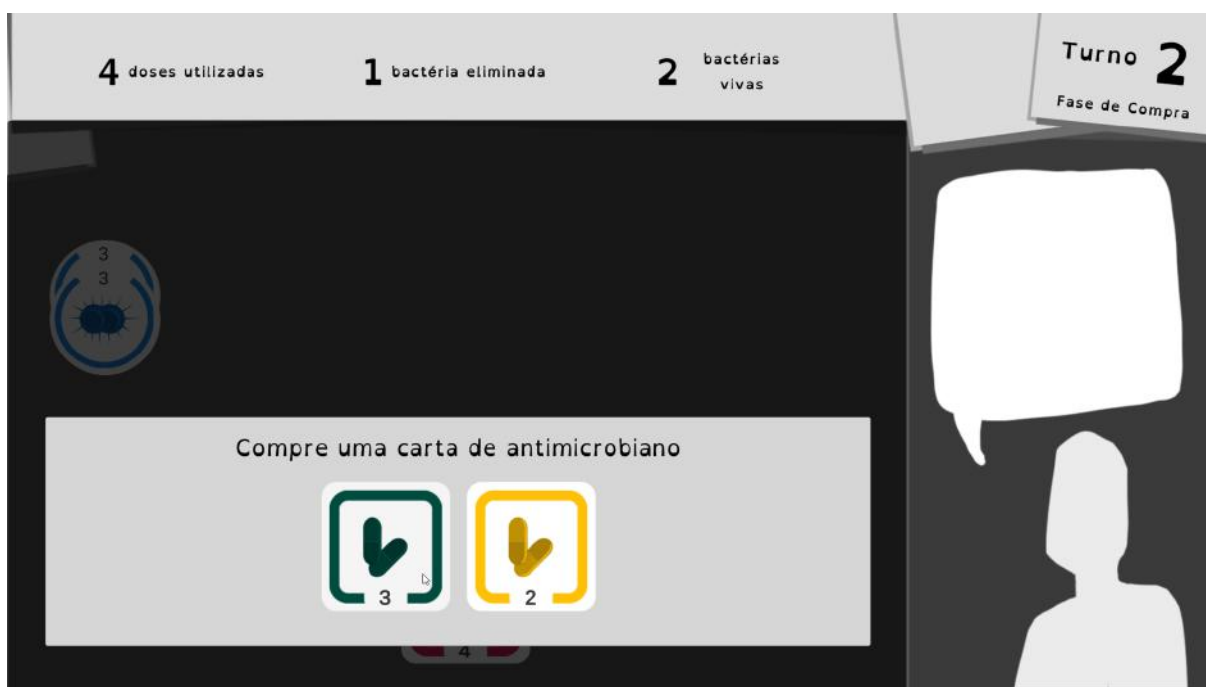 4 doses utilizadas
1 bactéria eliminada
2 bactérias
vivas
Turno 2
Fase de Compra
3
3
Compre uma carta de antimicrobiano
3
2
4